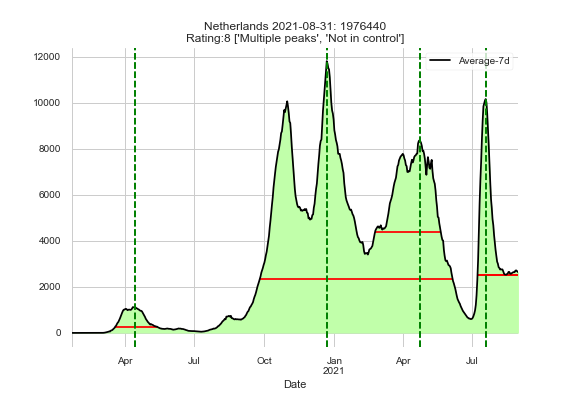 Netherlands 2021-08-31: 1976440
Rating:8 ['Multiple peaks', 'Not in control']
Average-7d
12000
10000
8000
6000
4000
2000
0
Apr
Jul
Oct
Jan
2021
Apr
Jul
Date